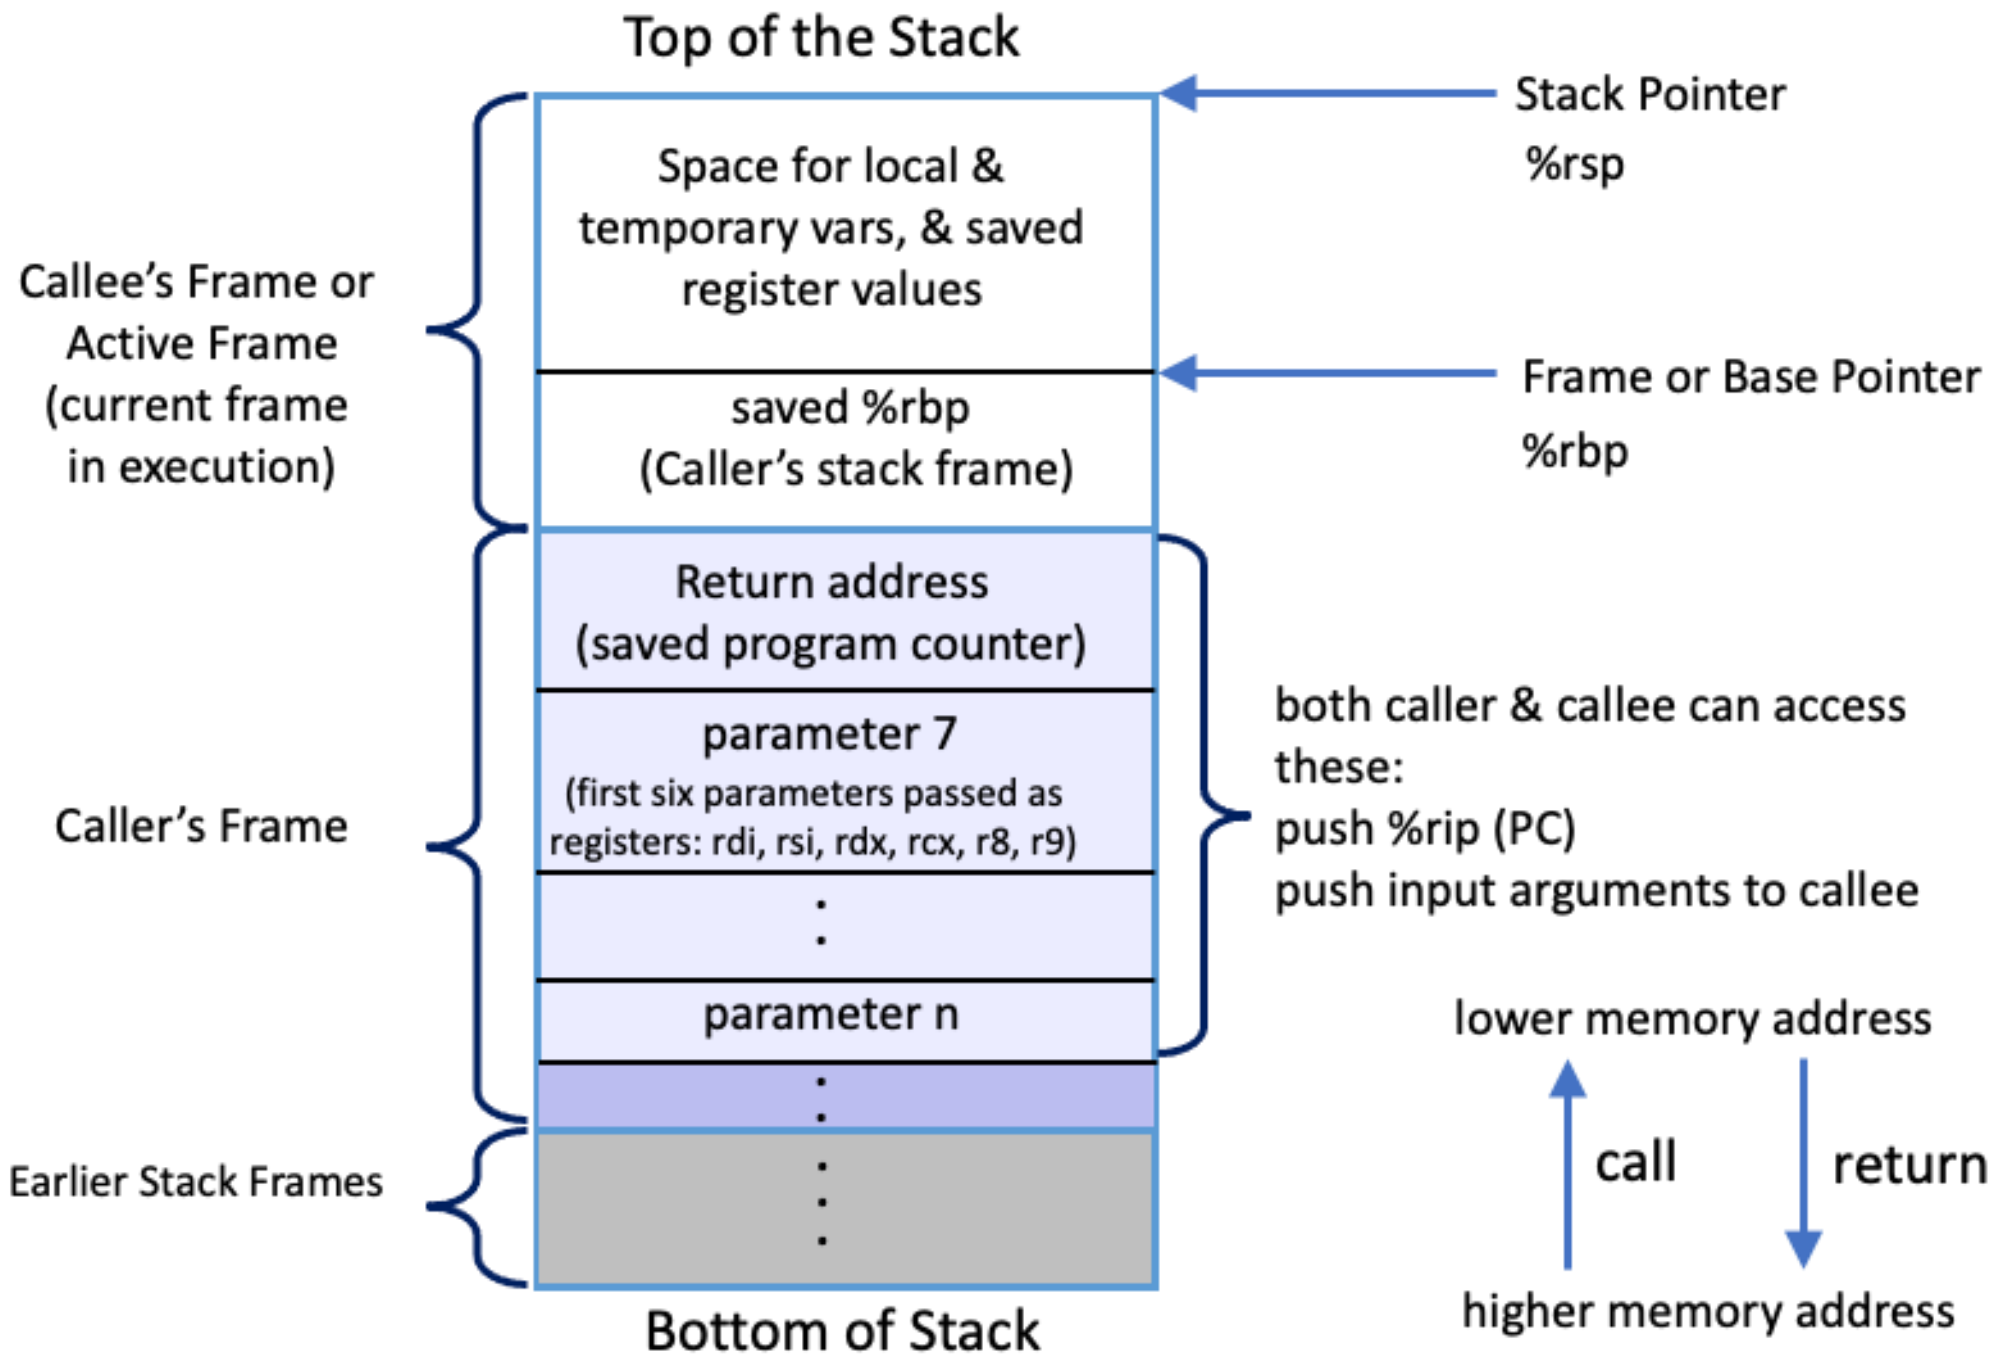 Top of the Stack
Stack Pointer
%rsp
Space for local &
temporary vars, & saved
register values
Callee’s Frame or
Active Frame
(current frame
in execution)
Frame or Base Pointer
%rbp
saved %rbp
(Caller’s stack frame)
Return address
(saved program counter)
parameter 7
(first six parameters passed as
registers: rdi, rsi, rdx, rcx, r8, r9)
:
parameter n
:
Caller’s Frame
both caller & callee can access
these:
push %rip (PC)
push input arguments to callee
lower memory address
call
return
higher memory address
Earlier Stack Frames
Bottom of Stack